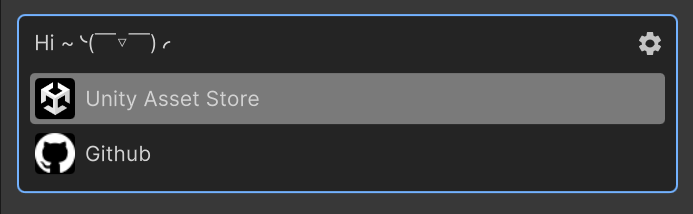 Hi ~ ╰(￣▽￣)╭
Unity Asset Store
Github